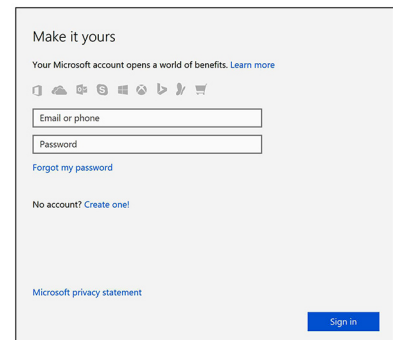 Make it yours
Your Microsoft account opens a world of benefits. Learn more
Email or phone
Password
Forgot my password
No account? Create one!
Microsoft privacy statement
Sign in